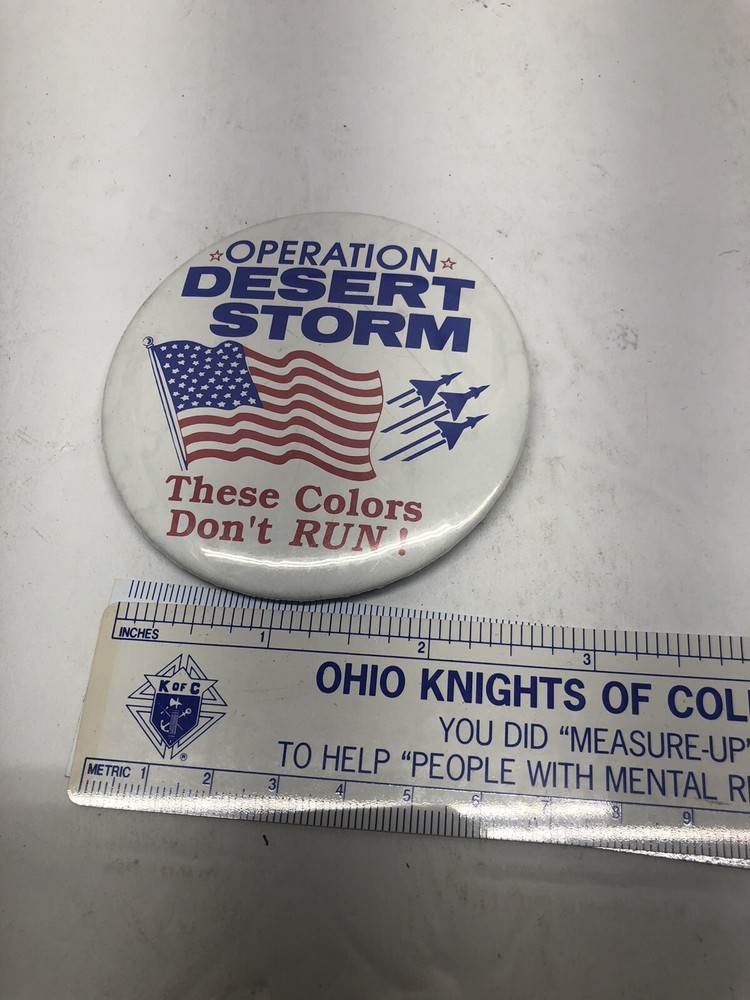 OPERATION
DESERT
STORM
These Colors
Don't RUN!
INCHES
1 2 3
K OF C
®
OHIO KNIGHTS OF COL
YOU DID "MEASURE-UP"
TO HELP "PEOPLE WITH MENTAL R
METRIC 1 2 3 4 5 6 7 8 9